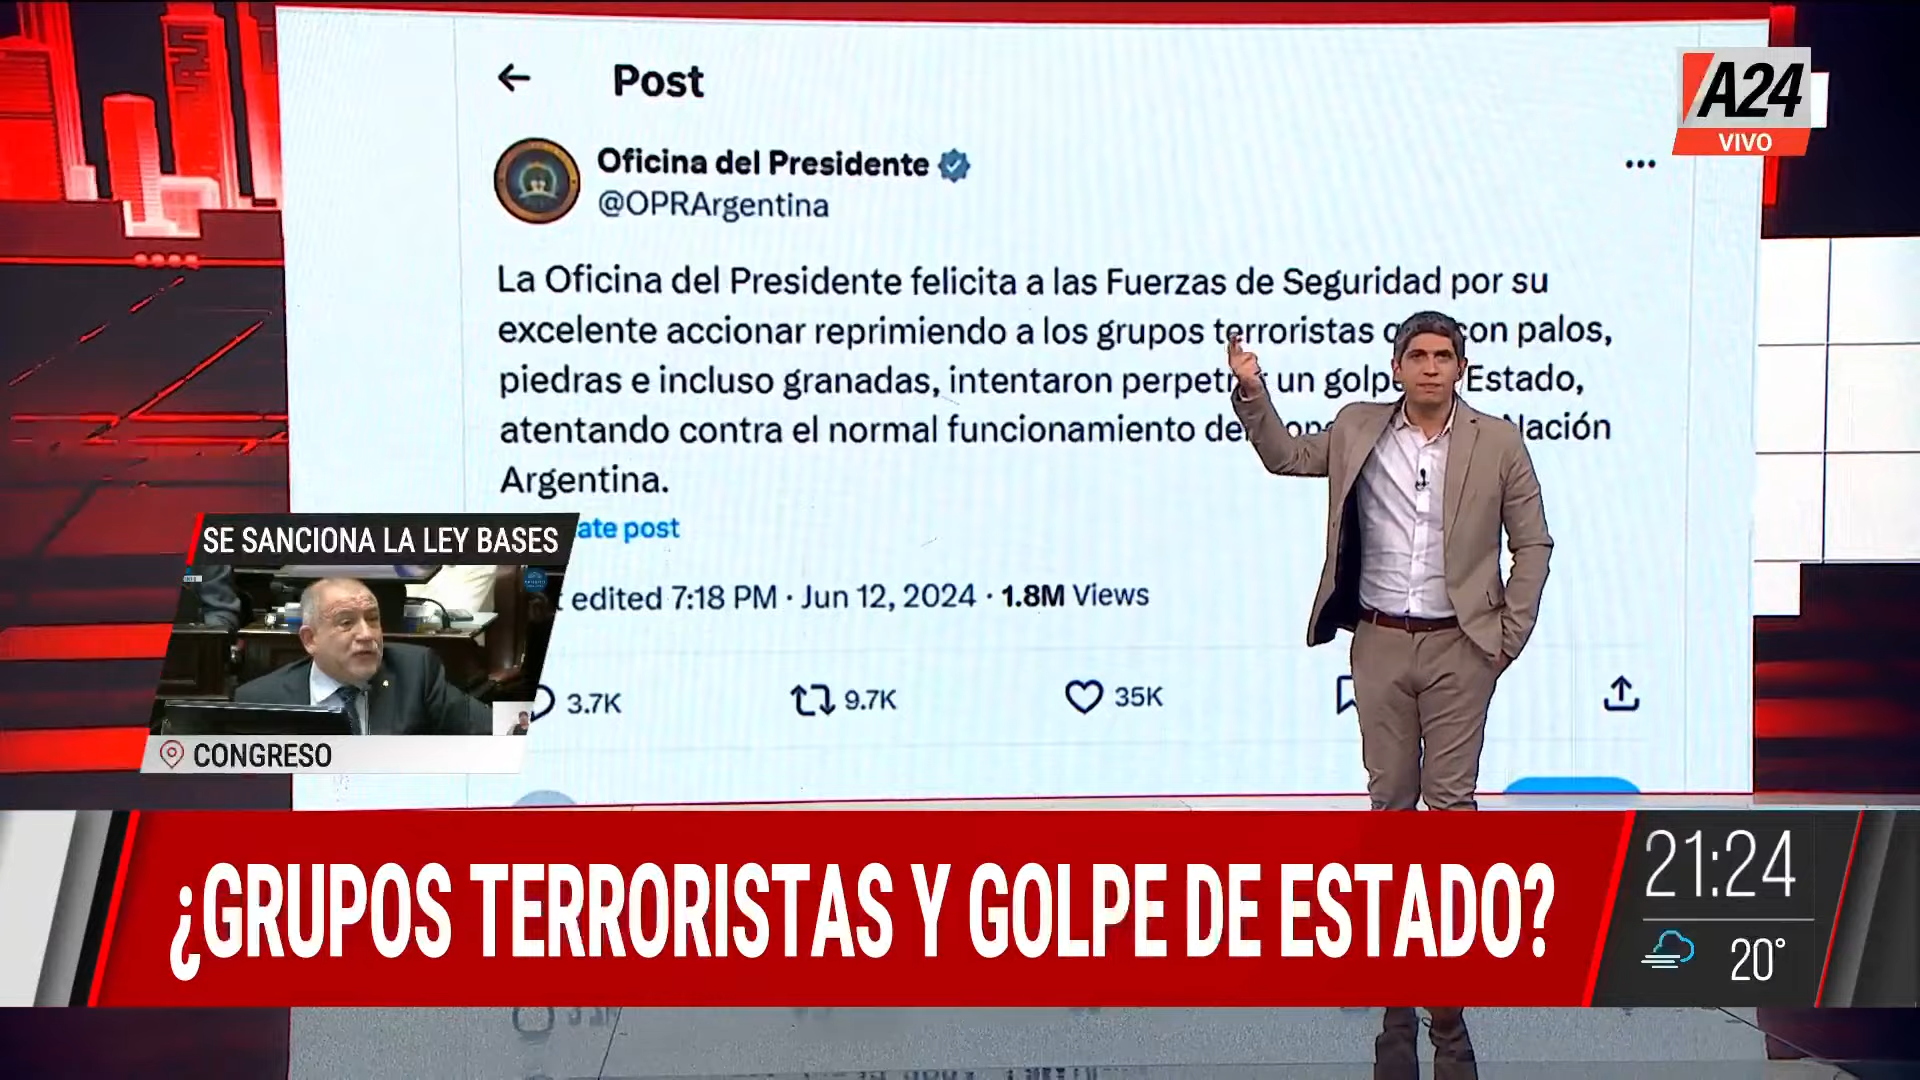 Post
A24
VIVO
Oficina del Presidente
@OPRArgentina
La Oficina del Presidente felicita a las Fuerzas de Seguridad por su
excelente accionar reprimiendo a los grupos terroristas con palos,
piedras e incluso granadas, intentaron un Estado,
atentando contra el normal funcionamiento Nación
Argentina.
post
edited 7:18 PM · Jun 12, 2024 · 1.8M Views
3.7K 9.7K 35K
SE SANCIONA LA LEY BASES
CONGRESO
¿GRUPOS TERRORISTAS Y GOLPE DE ESTADO?
21:24
20°